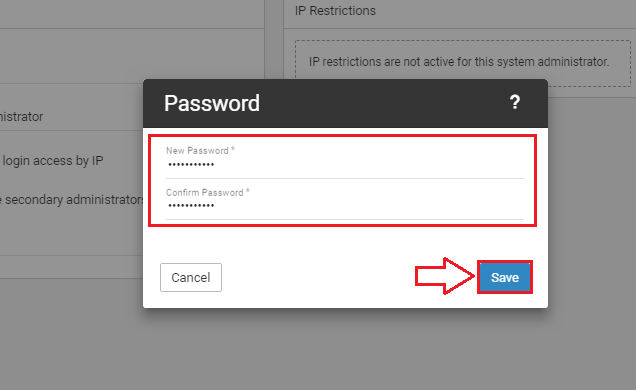 IP Restrictions
IP restrictions are not active for this system administrator.
Password
?
nistrator
New Password *
•••••••••••
login access by IP
Confirm Password *
e secondary administrators
•••••••••••
Cancel
Save